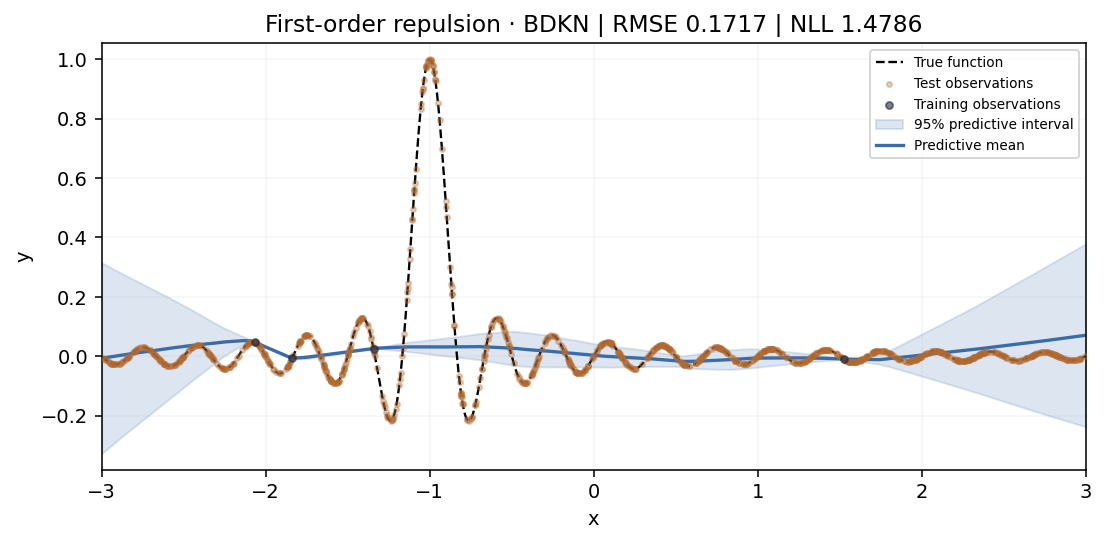 First-order repulsion · BDKN | RMSE 0.1717 | NLL 1.4786
True function
Test observations
Training observations
95% predictive interval
Predictive mean
y
1.0
0.8
0.6
0.4
0.2
0.0
−0.2
−3
−2
−1
0
1
2
3
x